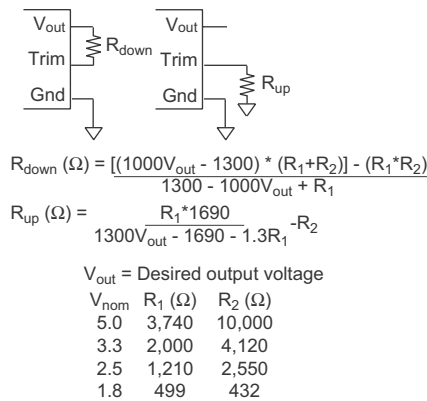 Vout Vout
Rdown
Trim Trim
Rup
Gnd Gnd
Rdown (Ω) = [(1000Vout - 1300) * (R1+R2)] - (R1*R2)
1300 - 1000Vout + R1
Rup (Ω) = R1*1690
1300Vout - 1690 - 1.3R1 -R2
Vout = Desired output voltage
Vnom R1 (Ω) R2 (Ω)
5.0 3,740 10,000
3.3 2,000 4,120
2.5 1,210 2,550
1.8 499 432